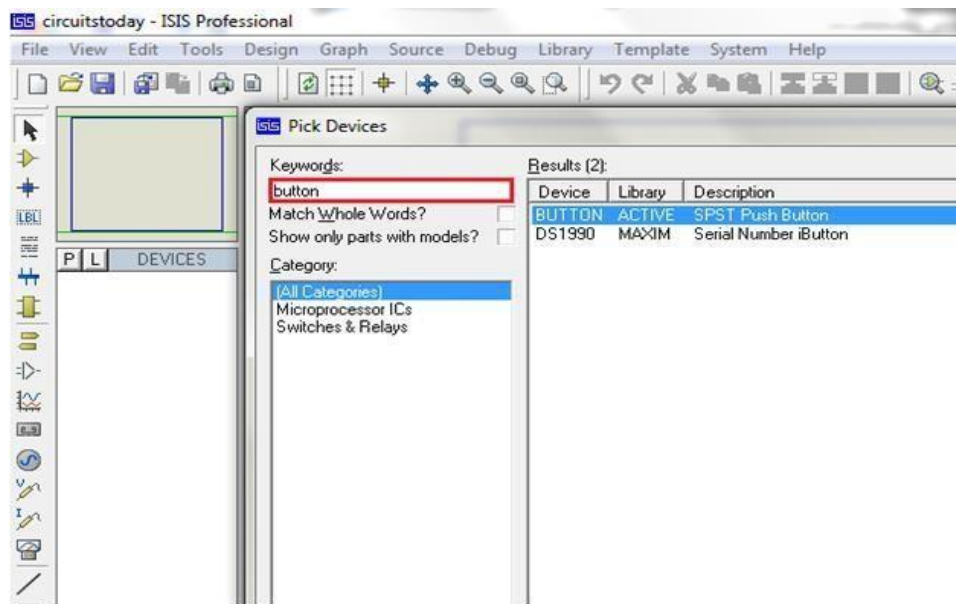 isis circuitstoday - ISIS Professional
File View Edit Tools Design Graph Source Debug Library Template System Help
isis Pick Devices
Keywords:
button
Match Whole Words?
Show only parts with models?
Category:
(All Categories)
Microprocessor ICs
Switches & Relays
Results (2):
Device Library Description
BUTTON ACTIVE SPST Push Button
DS1990 MAXIM Serial Number iButton
LBL
P L DEVICES
V
I